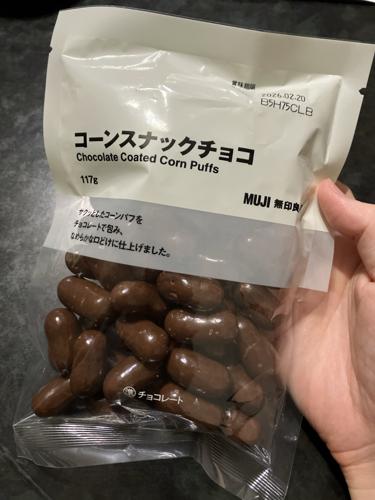 賞味期限
2026.02.20
B5H75CLB
コーンスナックチョコ
Chocolate Coated Corn Puffs
117g
MUJI 無印良
サクッとしたコーンパフを
チョコレートで包み、
なめらかな口どけに仕上げました。
チョコレート